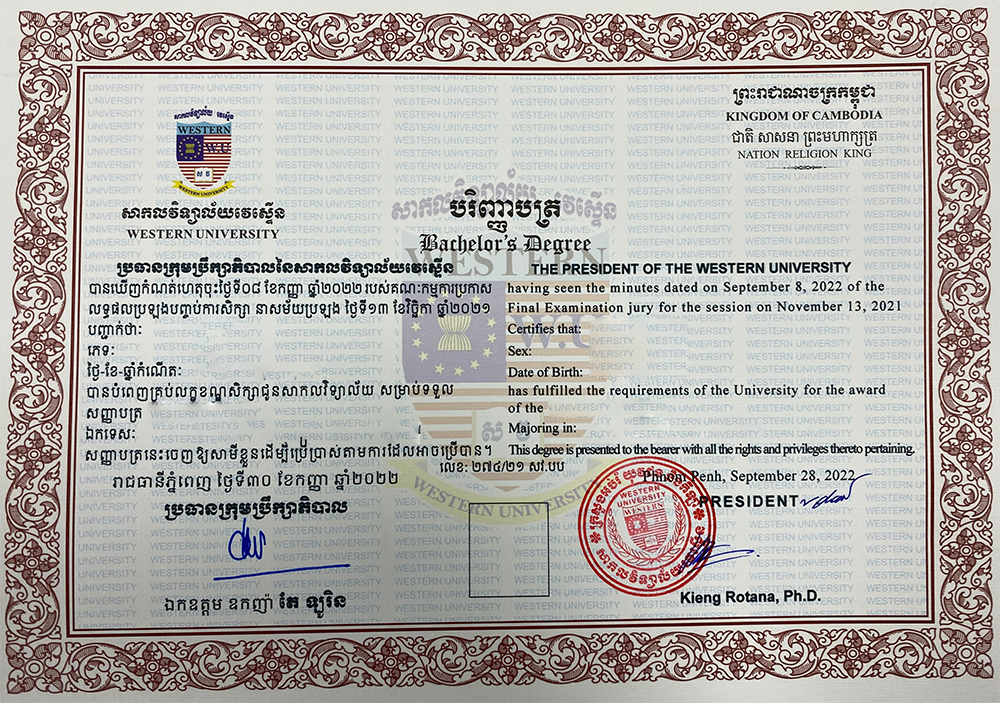 ព្រះរាជាណាចក្រកម្ពុជា
KINGDOM OF CAMBODIA
ជាតិ សាសនា ព្រះមហាក្សត្រ
NATION RELIGION KING
សាកលវិទ្យាល័យ វេស្ទើន
WESTERN
W.U
ស ថ
WESTERN UNIVERSITY
សាកលវិទ្យាល័យវេស្ទើន
WESTERN UNIVERSITY
បរិញ្ញាបត្រ
Bachelor's Degree
ប្រធានក្រុមប្រឹក្សាភិបាលនៃសាកលវិទ្យាល័យវេស្ទើន
បានឃើញកំណត់ហេតុចុះថ្ងៃទី០៨ ខែកញ្ញា ឆ្នាំ២០២២ របស់គណៈកម្មការប្រកាស
លទ្ធផលប្រឡងបញ្ចប់ការសិក្សា នាសម័យប្រឡង ថ្ងៃទី១៣ ខែវិច្ឆិកា ឆ្នាំ២០២១
បញ្ជាក់ថា:
ភេទ:
ថ្ងៃ-ខែ-ឆ្នាំកំណើត:
បានបំពេញគ្រប់លក្ខខណ្ឌសិក្សាជូនសាកលវិទ្យាល័យ សម្រាប់ទទួល
សញ្ញាបត្រ
ឯកទេស:
សញ្ញាបត្រនេះចេញឱ្យសាមីខ្លួនដើម្បីប្រើប្រាស់តាមការដែលអាចប្រើបាន។
THE PRESIDENT OF THE WESTERN UNIVERSITY
having seen the minutes dated on September 8, 2022 of the
Final Examination jury for the session on November 13, 2021
Certifies that:
Sex:
Date of Birth:
has fulfilled the requirements of the University for the award
of the
Majoring in:
This degree is presented to the bearer with all the rights and privileges thereto pertaining.
លេខ: ២៧៤/២១ សវ.បប
រាជធានីភ្នំពេញ ថ្ងៃទី៣០ ខែកញ្ញា ឆ្នាំ២០២២
ប្រធានក្រុមប្រឹក្សាភិបាល
ឯកឧត្តម ឧកញ៉ា តែ ឡូរិន
Phnom Penh, September 28, 2022
PRESIDENT
WESTERN
UNIVERSITY
WESTERN
សាកលវិទ្យាល័យវេស្ទើន
Kieng Rotana, Ph.D.